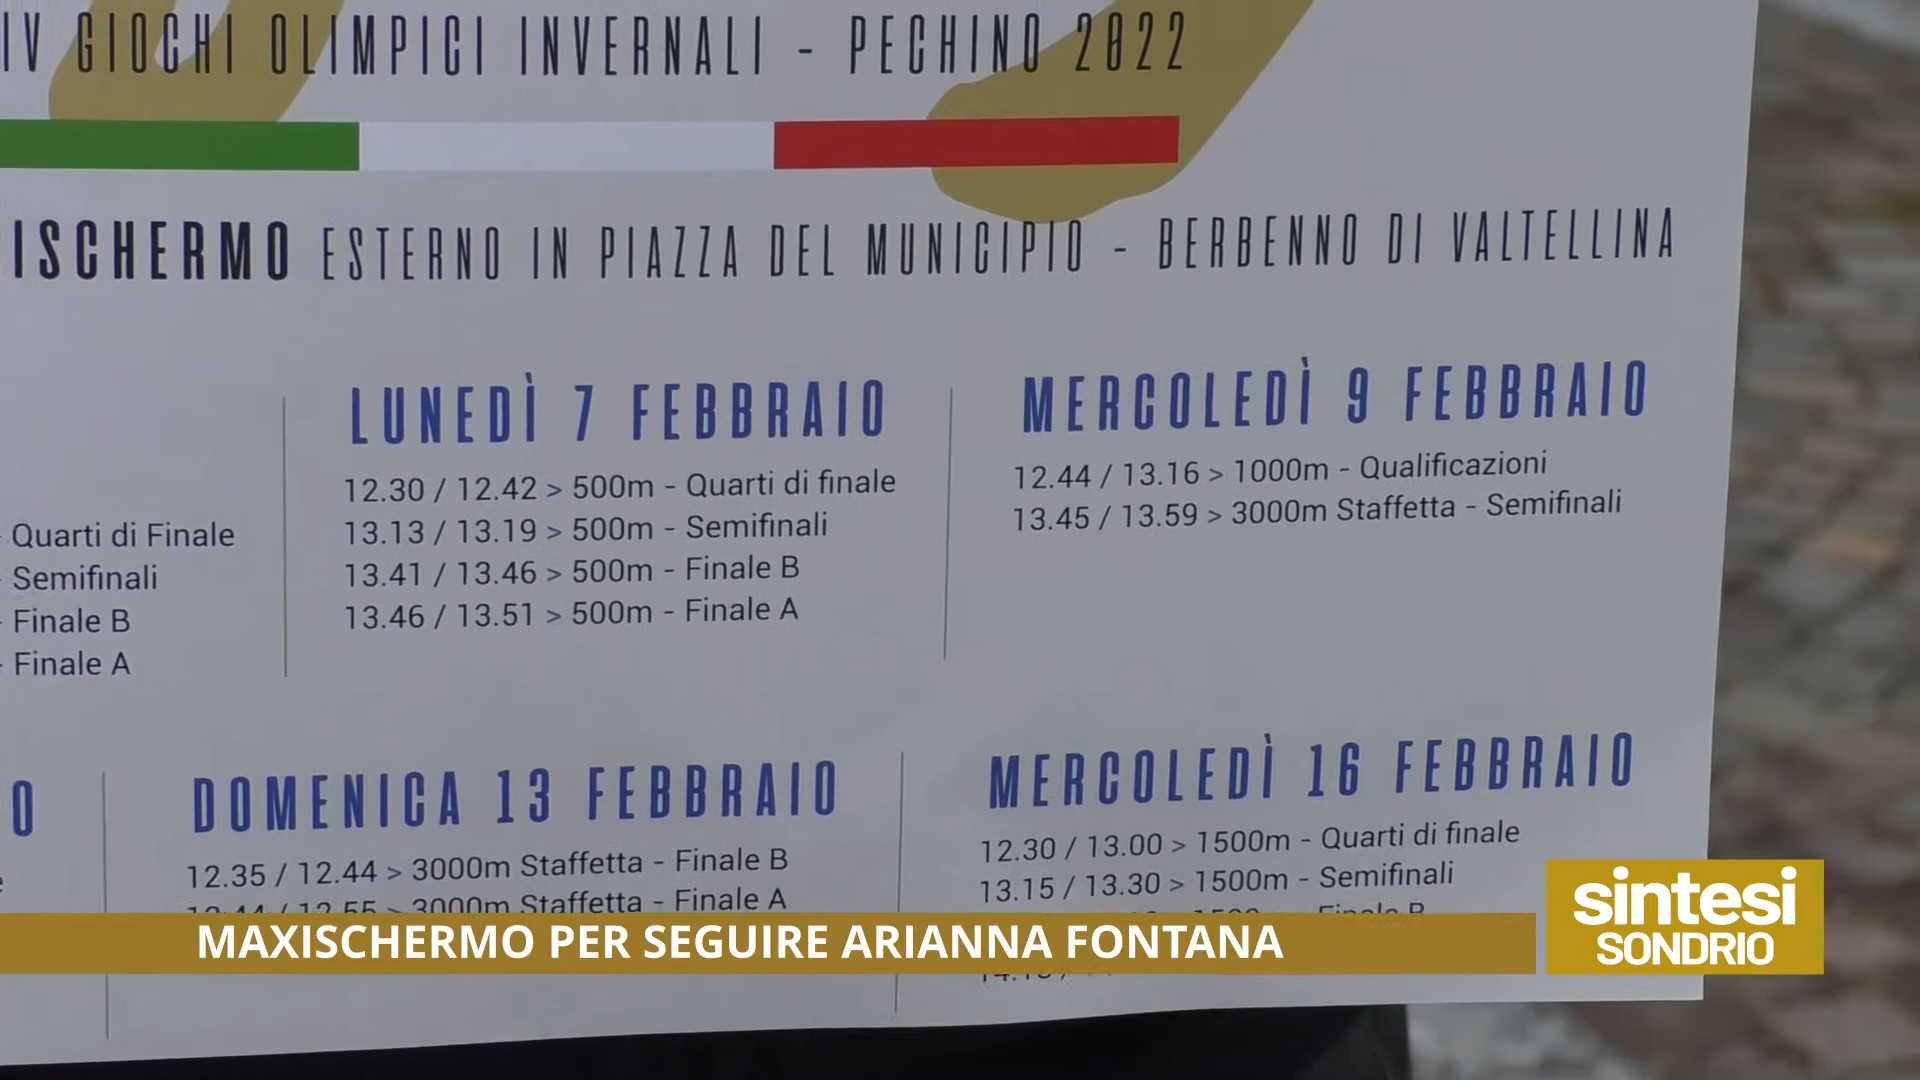 IV GIOCHI OLIMPICI INVERNALI - PECHINO 2022
ISCHERMO ESTERNO IN PIAZZA DEL MUNICIPIO - BERBENNO DI VALTELLINA
Quarti di Finale
Semifinali
Finale B
Finale A
LUNEDÌ 7 FEBBRAIO
12.30 / 12.42 > 500m - Quarti di finale
13.13 / 13.19 > 500m - Semifinali
13.41 / 13.46 > 500m - Finale B
13.46 / 13.51 > 500m - Finale A
MERCOLEDÌ 9 FEBBRAIO
12.44 / 13.16 > 1000m - Qualificazioni
13.45 / 13.59 > 3000m Staffetta - Semifinali
O
DOMENICA 13 FEBBRAIO
12.35 / 12.44 > 3000m Staffetta - Finale B
12.44 / 12.55 > 3000m Staffetta - Finale A
MERCOLEDÌ 16 FEBBRAIO
12.30 / 13.00 > 1500m - Quarti di finale
13.15 / 13.30 > 1500m - Semifinali
Finale B
MAXISCHERMO PER SEGUIRE ARIANNA FONTANA
sintesi
SONDRIO